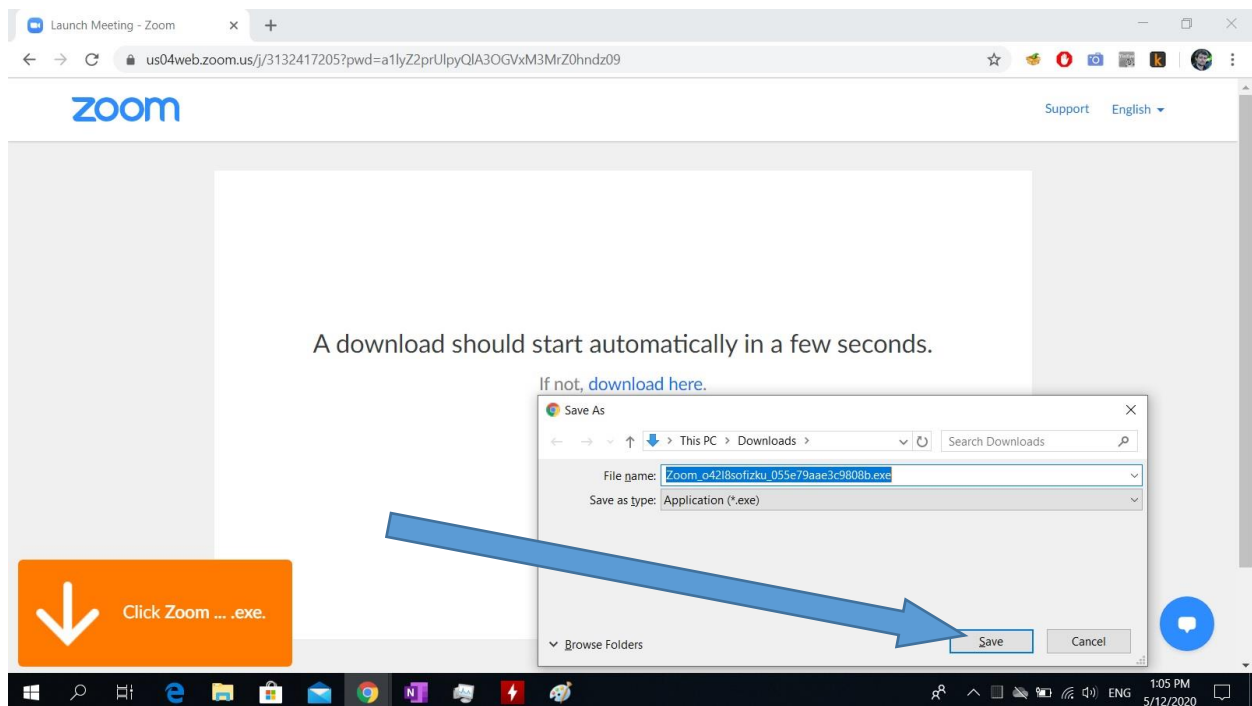 Launch Meeting - Zoom
us04web.zoom.us/j/3132417205?pwd=a1lyZ2prUlpyQlA3OGVxM3MrZ0hndz09
zoom
Support English
A download should start automatically in a few seconds.
If not, download here.
Save As
This PC > Downloads >
Search Downloads
File name: Zoom_o42l8sofizku_055e79aae3c9808b.exe
Save as type: Application (*.exe)
Click Zoom ... .exe.
Browse Folders
Save
Cancel
ENG
1:05 PM
5/12/2020